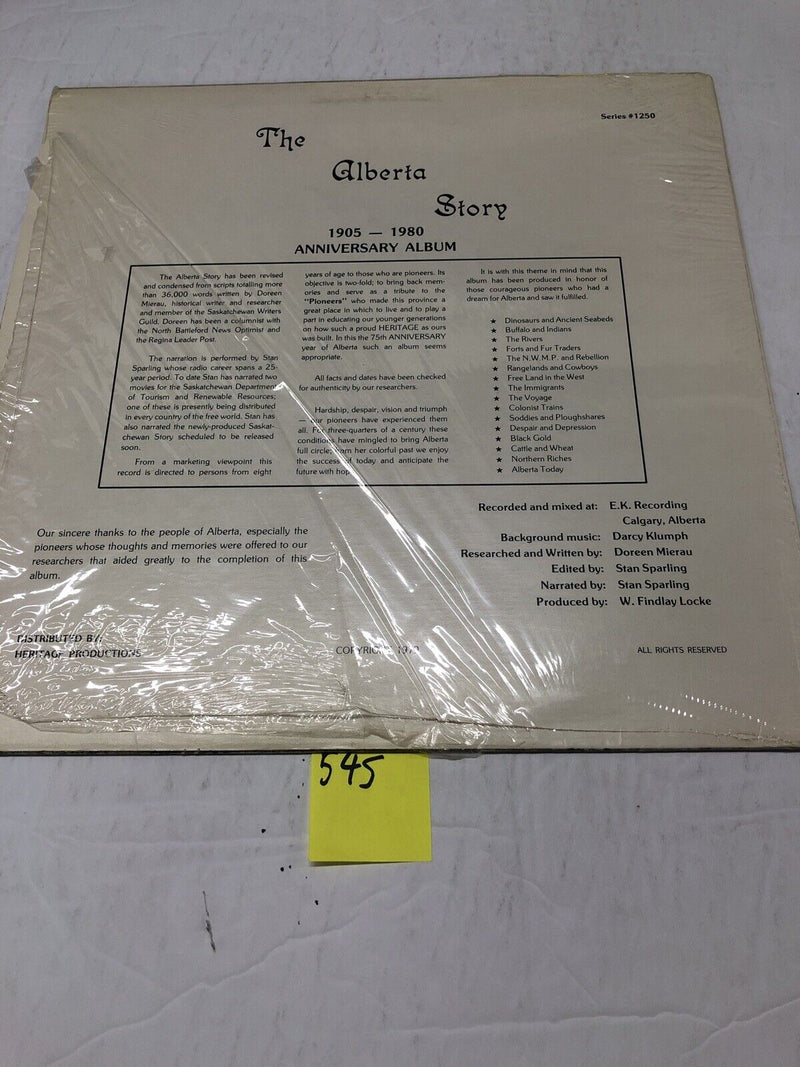 Series #1250
The
Alberta
Story
1905 — 1980
ANNIVERSARY ALBUM
The Alberta Story has been revised
and condensed from scripts totalling more
than 36,000 words written by Doreen
Mierau, historical writer and researcher
and member of the Saskatchewan Writers
Guild. Doreen has been a columnist with
the North Battleford News Optimist and
the Regina Leader Post.
The narration is performed by Stan
Sparling whose radio career spans a 25-
year period. To date Stan has narrated two
movies for the Saskatchewan Department
of Tourism and Renewable Resources;
one of these is presently being distributed
in every country of the free world. Stan has
also narrated the newly-produced Saskat-
chewan Story scheduled to be released
soon.
From a marketing viewpoint this
record is directed to persons from eight
years of age to those who are pioneers. Its
objective is two-fold; to bring back mem-
ories and serve as a tribute to the
"Pioneers" who made this province a
great place in which to live and to play a
part in educating our younger generations
on how such a proud HERITAGE as ours
was built. In this the 75th ANNIVERSARY
year of Alberta such an album seems
appropriate.
All facts and dates have been checked
for authenticity by our researchers.
Hardship, despair, vision and triumph
— our pioneers have experienced them
all. For three-quarters of a century these
conditions have mingled to bring Alberta
full circle; from her colorful past we enjoy
the success of today and anticipate the
future with hope.
It is with this theme in mind that this
album has been produced in honor of
those courageous pioneers who had a
dream for Alberta and saw it fulfilled.
★ Dinosaurs and Ancient Seabeds
★ Buffalo and Indians
★ The Rivers
★ Forts and Fur Traders
★ The N.W.M.P. and Rebellion
★ Rangelands and Cowboys
★ Free Land in the West
★ The Immigrants
★ The Voyage
★ Colonist Trains
★ Soddies and Ploughshares
★ Despair and Depression
★ Black Gold
★ Cattle and Wheat
★ Northern Riches
★ Alberta Today
Our sincere thanks to the people of Alberta, especially the
pioneers whose thoughts and memories were offered to our
researchers that aided greatly to the completion of this
album.
Recorded and mixed at: E.K. Recording
Calgary, Alberta
Background music: Darcy Klumph
Researched and Written by: Doreen Mierau
Edited by: Stan Sparling
Narrated by: Stan Sparling
Produced by: W. Findlay Locke
DISTRIBUTED BY:
HERITAGE PRODUCTIONS
COPYRIGHT
ALL RIGHTS RESERVED
545